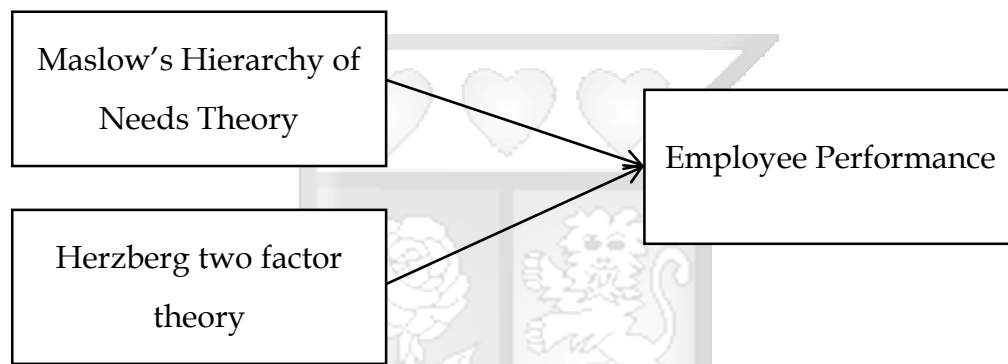 Maslow’s Hierarchy of
Needs Theory
Employee Performance
Herzberg two factor
theory